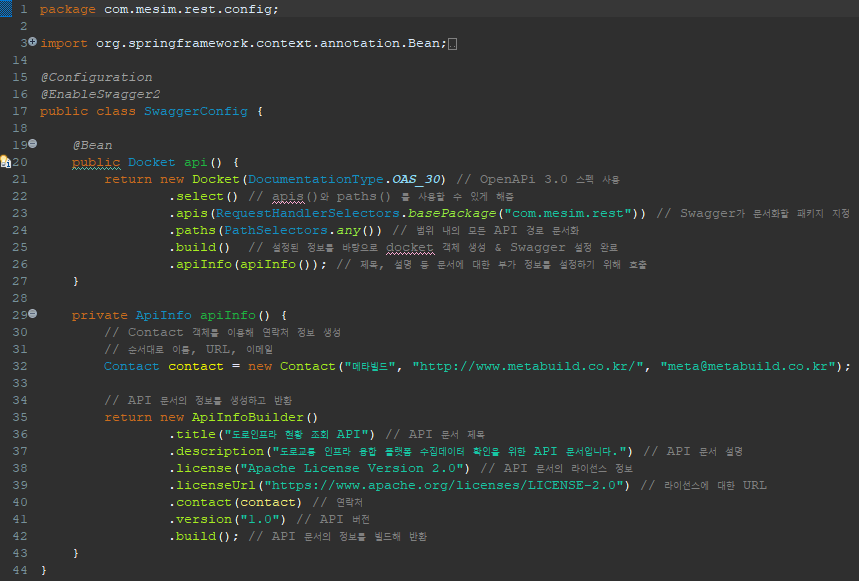 1 package com.mesim.rest.config;
2
3 import org.springframework.context.annotation.Bean;
14
15 @Configuration
16 @EnableSwagger2
17 public class SwaggerConfig {
18
19 @Bean
20 public Docket api() {
21 return new Docket(DocumentationType.OAS_30) // OpenAPi 3.0 스펙 사용
22 .select() // apis()와 paths() 를 사용할 수 있게 해줌
23 .apis(RequestHandlerSelectors.basePackage("com.mesim.rest")) // Swagger가 문서화할 패키지 지정
24 .paths(PathSelectors.any()) // 범위 내의 모든 API 경로 문서화
25 .build() // 설정된 정보를 바탕으로 docket 객체 생성 & Swagger 설정 완료
26 .apiInfo(apiInfo()); // 제목, 설명 등 문서에 대한 부가 정보를 설정하기 위해 호출
27 }
28
29 private ApiInfo apiInfo() {
30 // Contact 객체를 이용해 연락처 정보 생성
31 // 순서대로 이름, URL, 이메일
32 Contact contact = new Contact("메타빌드", "http://www.metabuild.co.kr/", "meta@metabuild.co.kr");
33
34 // API 문서의 정보를 생성하고 반환
35 return new ApiInfoBuilder()
36 .title("도로인프라 현황 조회 API") // API 문서 제목
37 .description("도로교통 인프라 융합 플랫폼 수집데이터 확인을 위한 API 문서입니다.") // API 문서 설명
38 .license("Apache License Version 2.0") // API 문서의 라이선스 정보
39 .licenseUrl("https://www.apache.org/licenses/LICENSE-2.0") // 라이선스에 대한 URL
40 .contact(contact) // 연락처
41 .version("1.0") // API 버전
42 .build(); // API 문서의 정보를 빌드해 반환
43 }
44 }